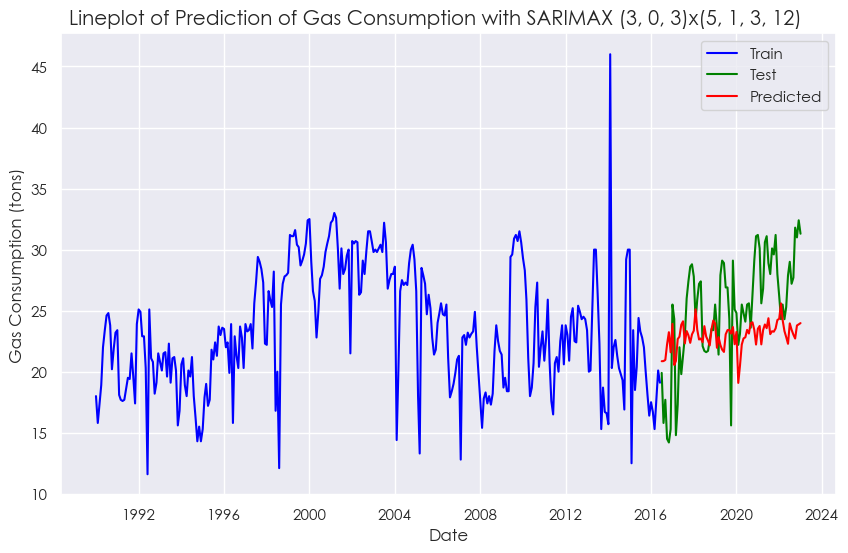 Lineplot of Prediction of Gas Consumption with SARIMAX (3, 0, 3)x(5, 1, 3, 12)
Train
Test
Predicted
Gas Consumption (tons)
45
40
35
30
25
20
15
10
1992
1996
2000
2004
2008
2012
2016
2020
2024
Date